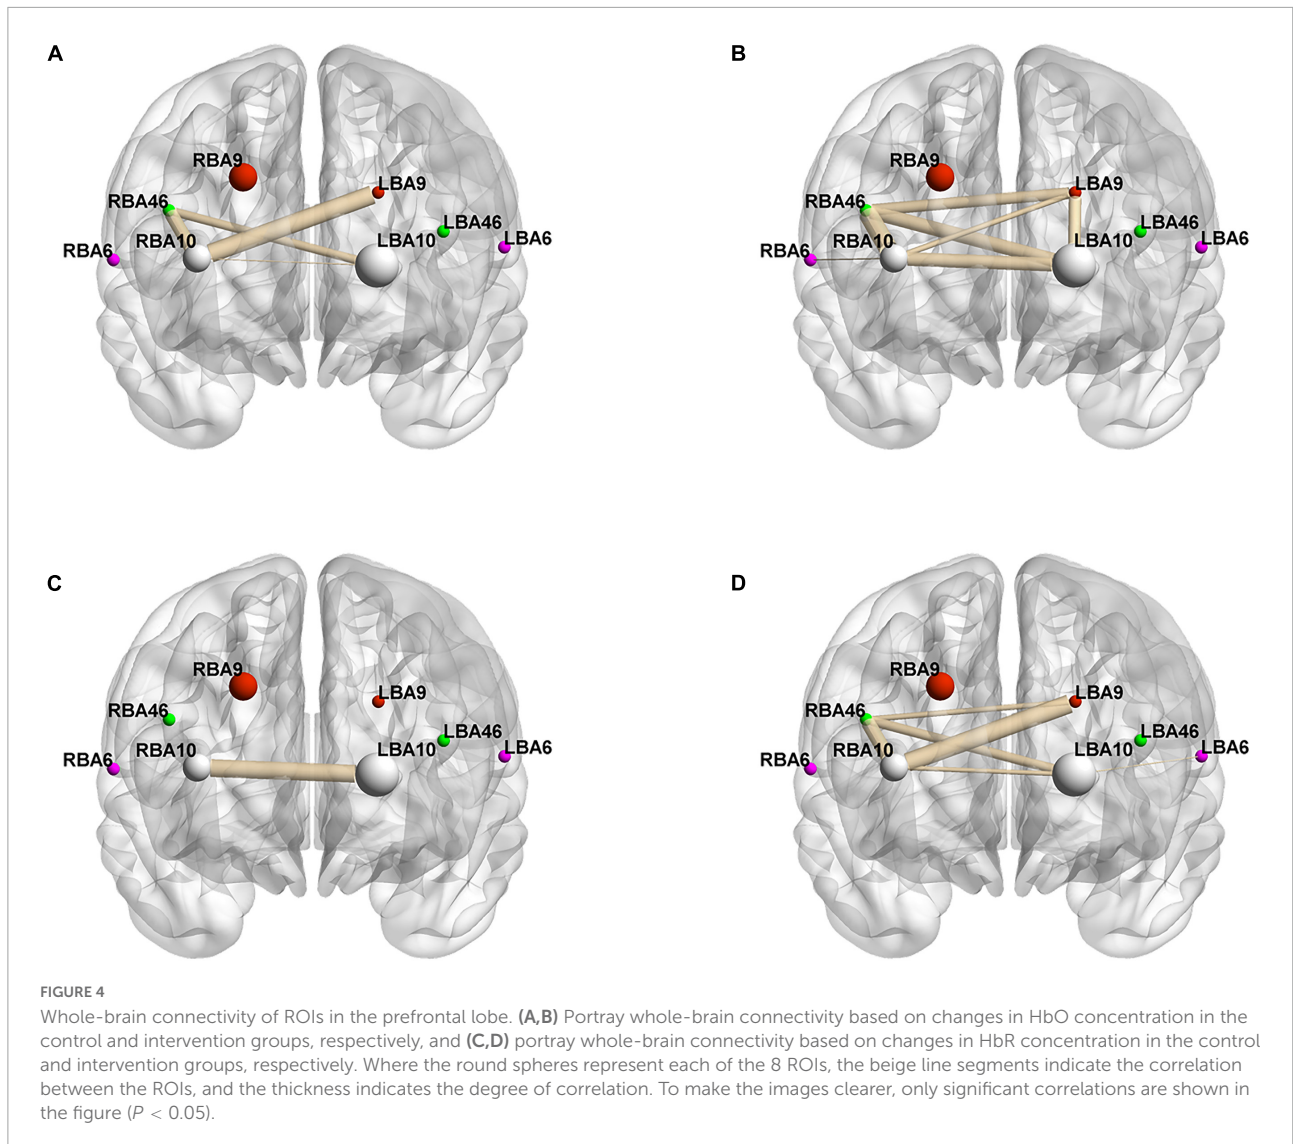 A
RBA9
LBA9
RBA46
LBA46
RBA10
LBA10
LBA6
RBA6
B
RBA9
LBA9
RBA46
LBA46
RBA10
LBA10
LBA6
RBA6
C
RBA9
LBA9
RBA46
LBA46
RBA10
LBA10
LBA6
RBA6
D
RBA9
LBA9
RBA46
LBA46
RBA10
LBA10
LBA6
RBA6
FIGURE 4
Whole-brain connectivity of ROIs in the prefrontal lobe. (A,B) Portray whole-brain connectivity based on changes in HbO concentration in the
control and intervention groups, respectively, and (C,D) portray whole-brain connectivity based on changes in HbR concentration in the control
and intervention groups, respectively. Where the round spheres represent each of the 8 ROIs, the beige line segments indicate the correlation
between the ROIs, and the thickness indicates the degree of correlation. To make the images clearer, only significant correlations are shown in
the figure (P < 0.05).